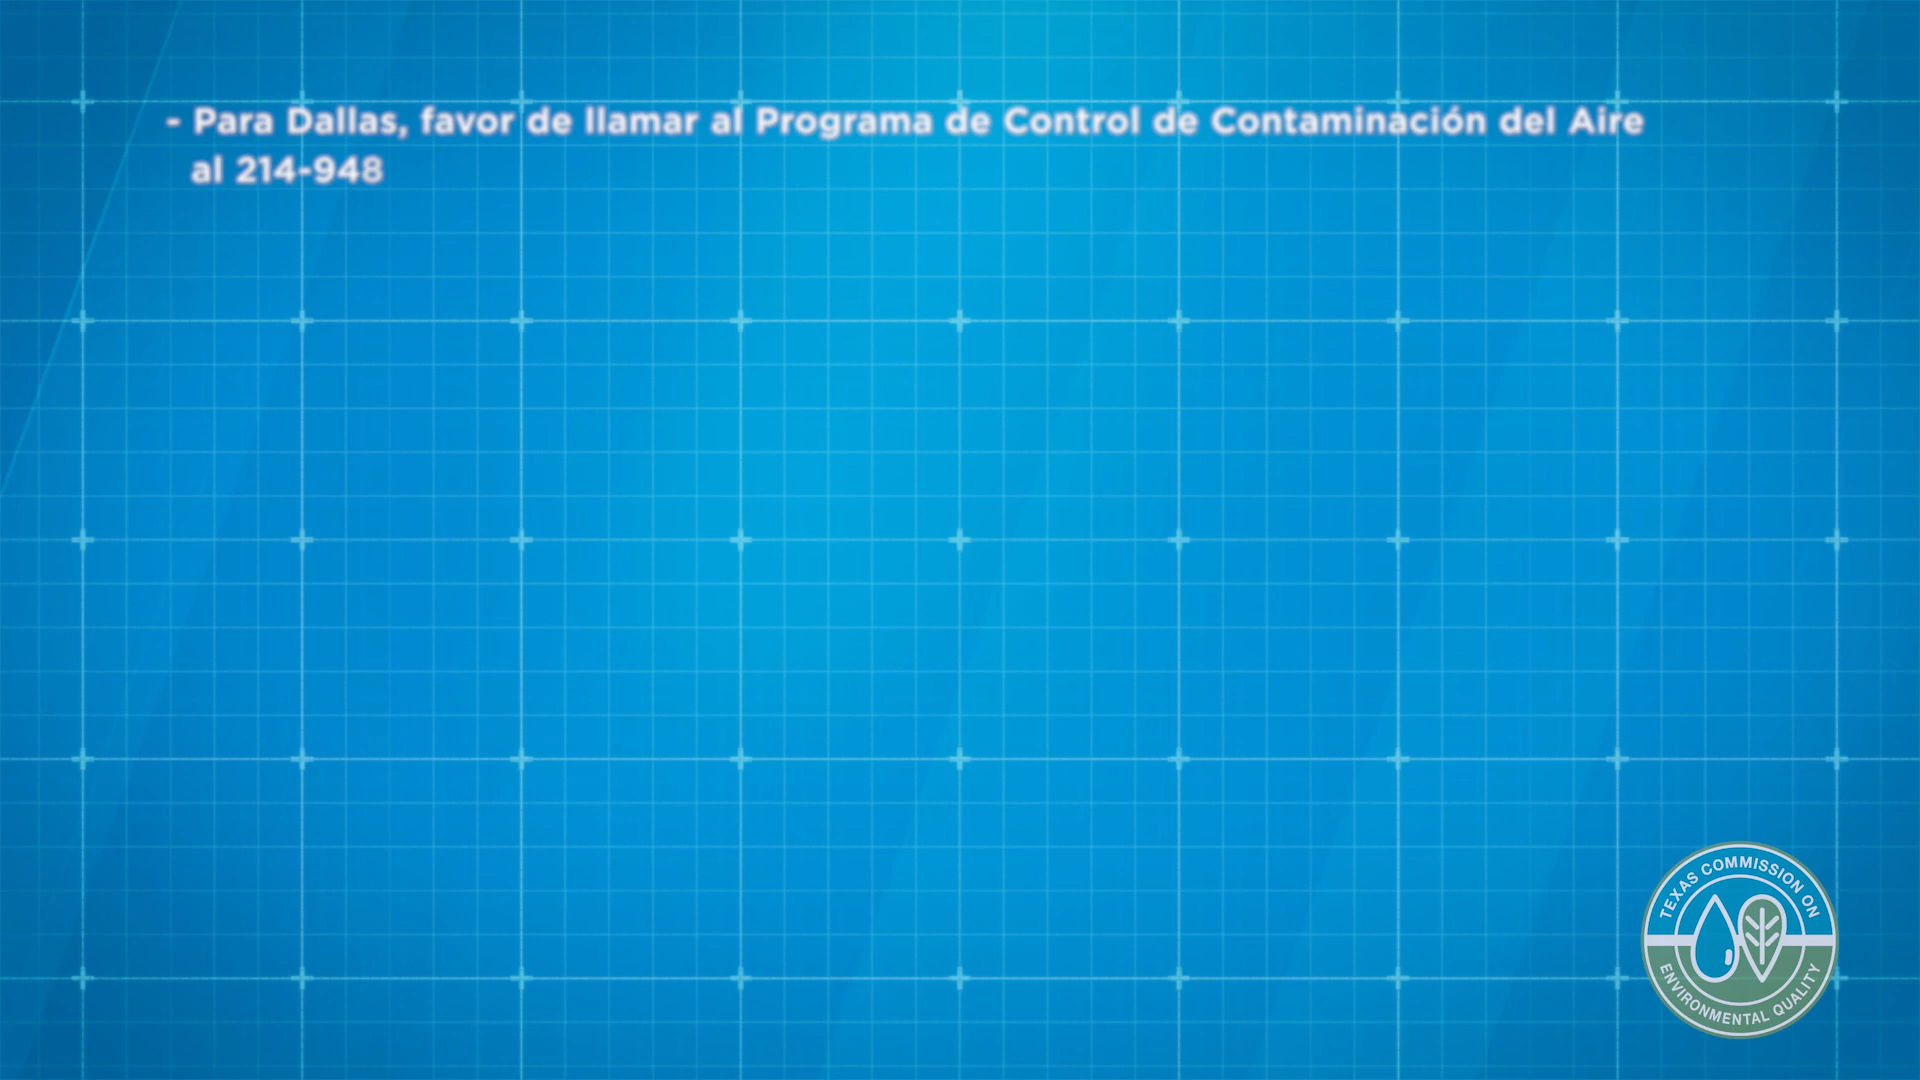 - Para Dallas, favor de llamar al Programa de Control de Contaminación del Aire
al 214-948
TEXAS COMMISSION ON
ENVIRONMENTAL QUALITY